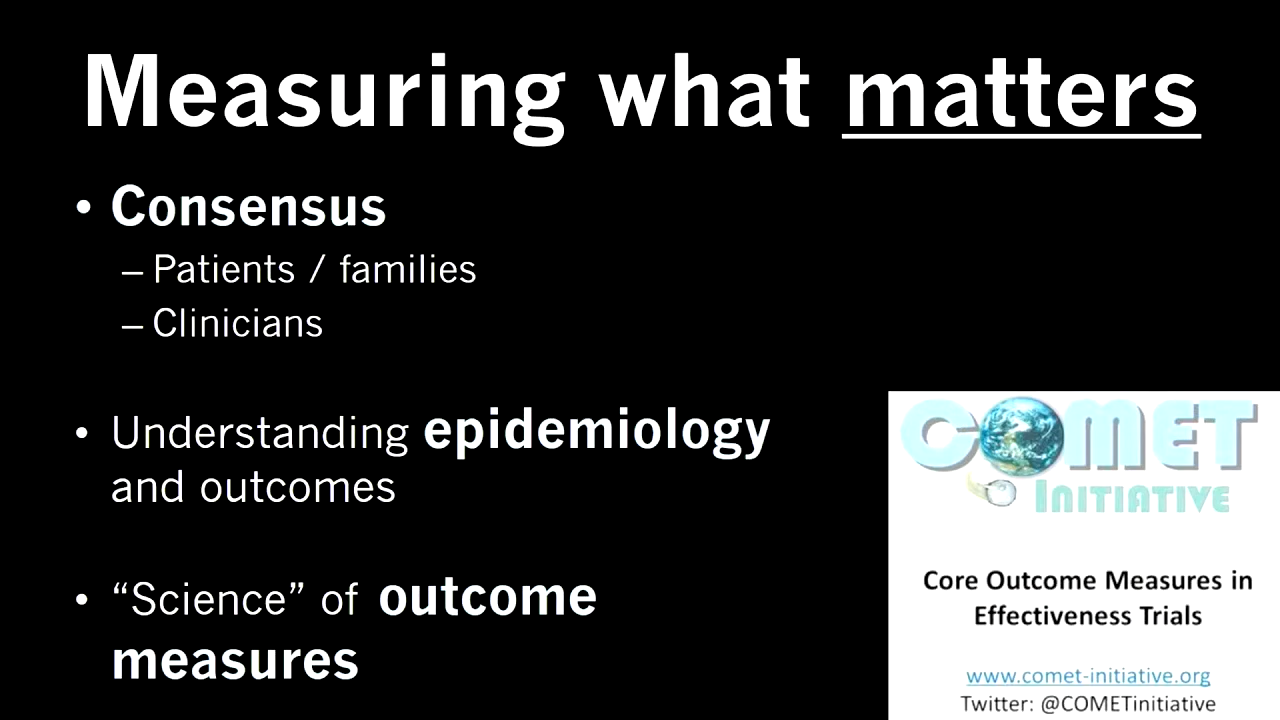 Measuring what matters
• Consensus
– Patients / families
– Clinicians
• Understanding epidemiology
and outcomes
• “Science” of outcome
measures
COMET
INITIATIVE
Core Outcome Measures in
Effectiveness Trials
www.comet-initiative.org
Twitter: @COMETinitiative